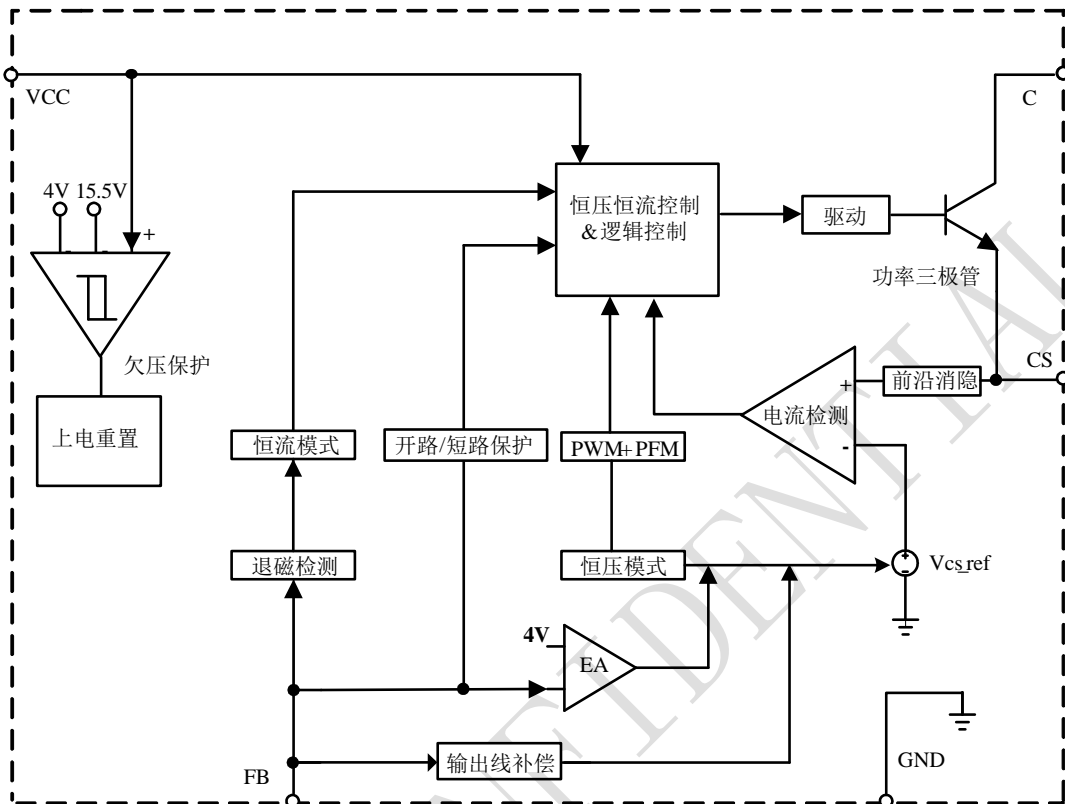 VCC
C
4V 15.5V
+
- -
恒压恒流控制
&逻辑控制
驱动
功率三极管
欠压保护
CS
上电重置
前沿消隐
+
电流检测
-
恒流模式
开路/短路保护
PWM+PFM
退磁检测
恒压模式
+
-
Vcs_ref
4V
EA
输出线补偿
FB
GND
NFIDENTIAL